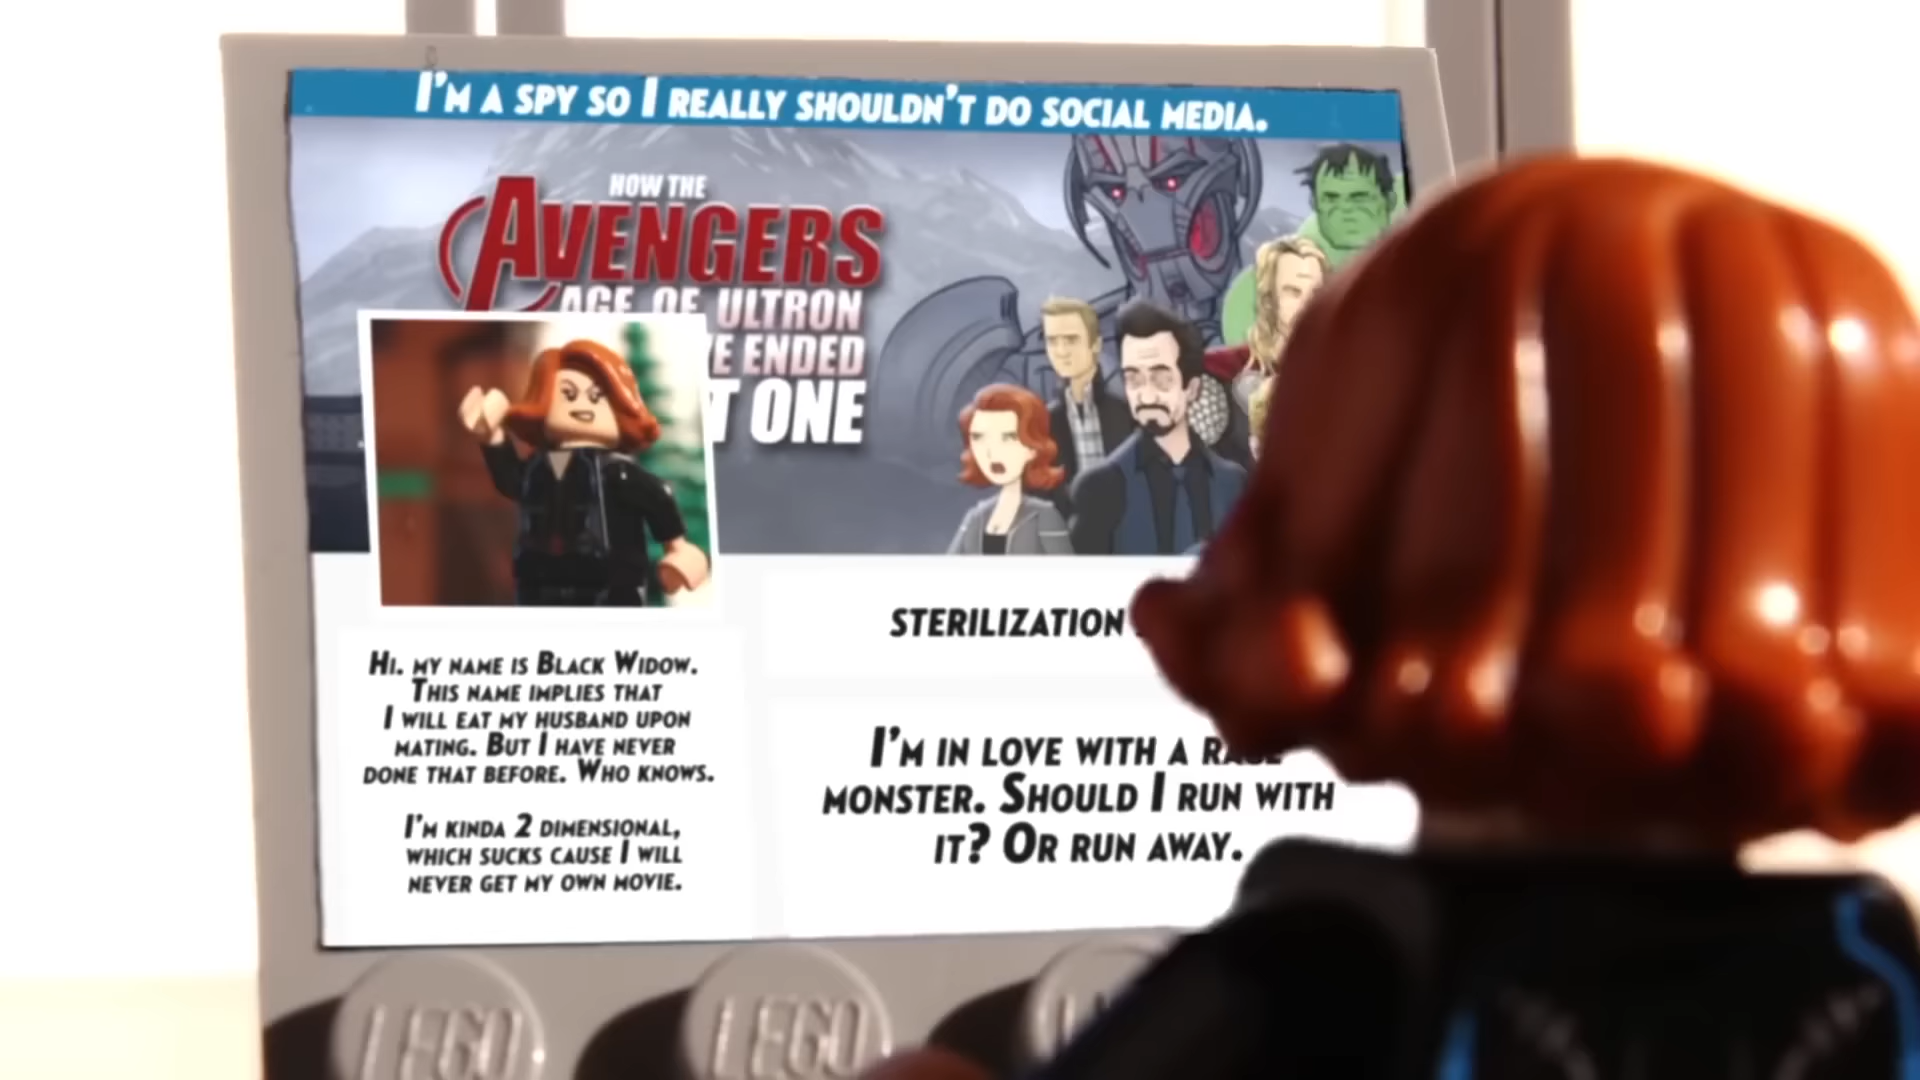 I'M A SPY SO I REALLY SHOULDN'T DO SOCIAL MEDIA.
HOW THE
AVENGERS
AGE OF ULTRON
ENDED
ONE
STERILIZATION
HI. MY NAME IS BLACK WIDOW.
THIS NAME IMPLIES THAT
I WILL EAT MY HUSBAND UPON
MATING. BUT I HAVE NEVER
DONE THAT BEFORE. WHO KNOWS.
I'M KINDA 2 DIMENSIONAL,
WHICH SUCKS CAUSE I WILL
NEVER GET MY OWN MOVIE.
I'M IN LOVE WITH A RAGE
MONSTER. SHOULD I RUN WITH
IT? OR RUN AWAY.
LEGO
LEGO